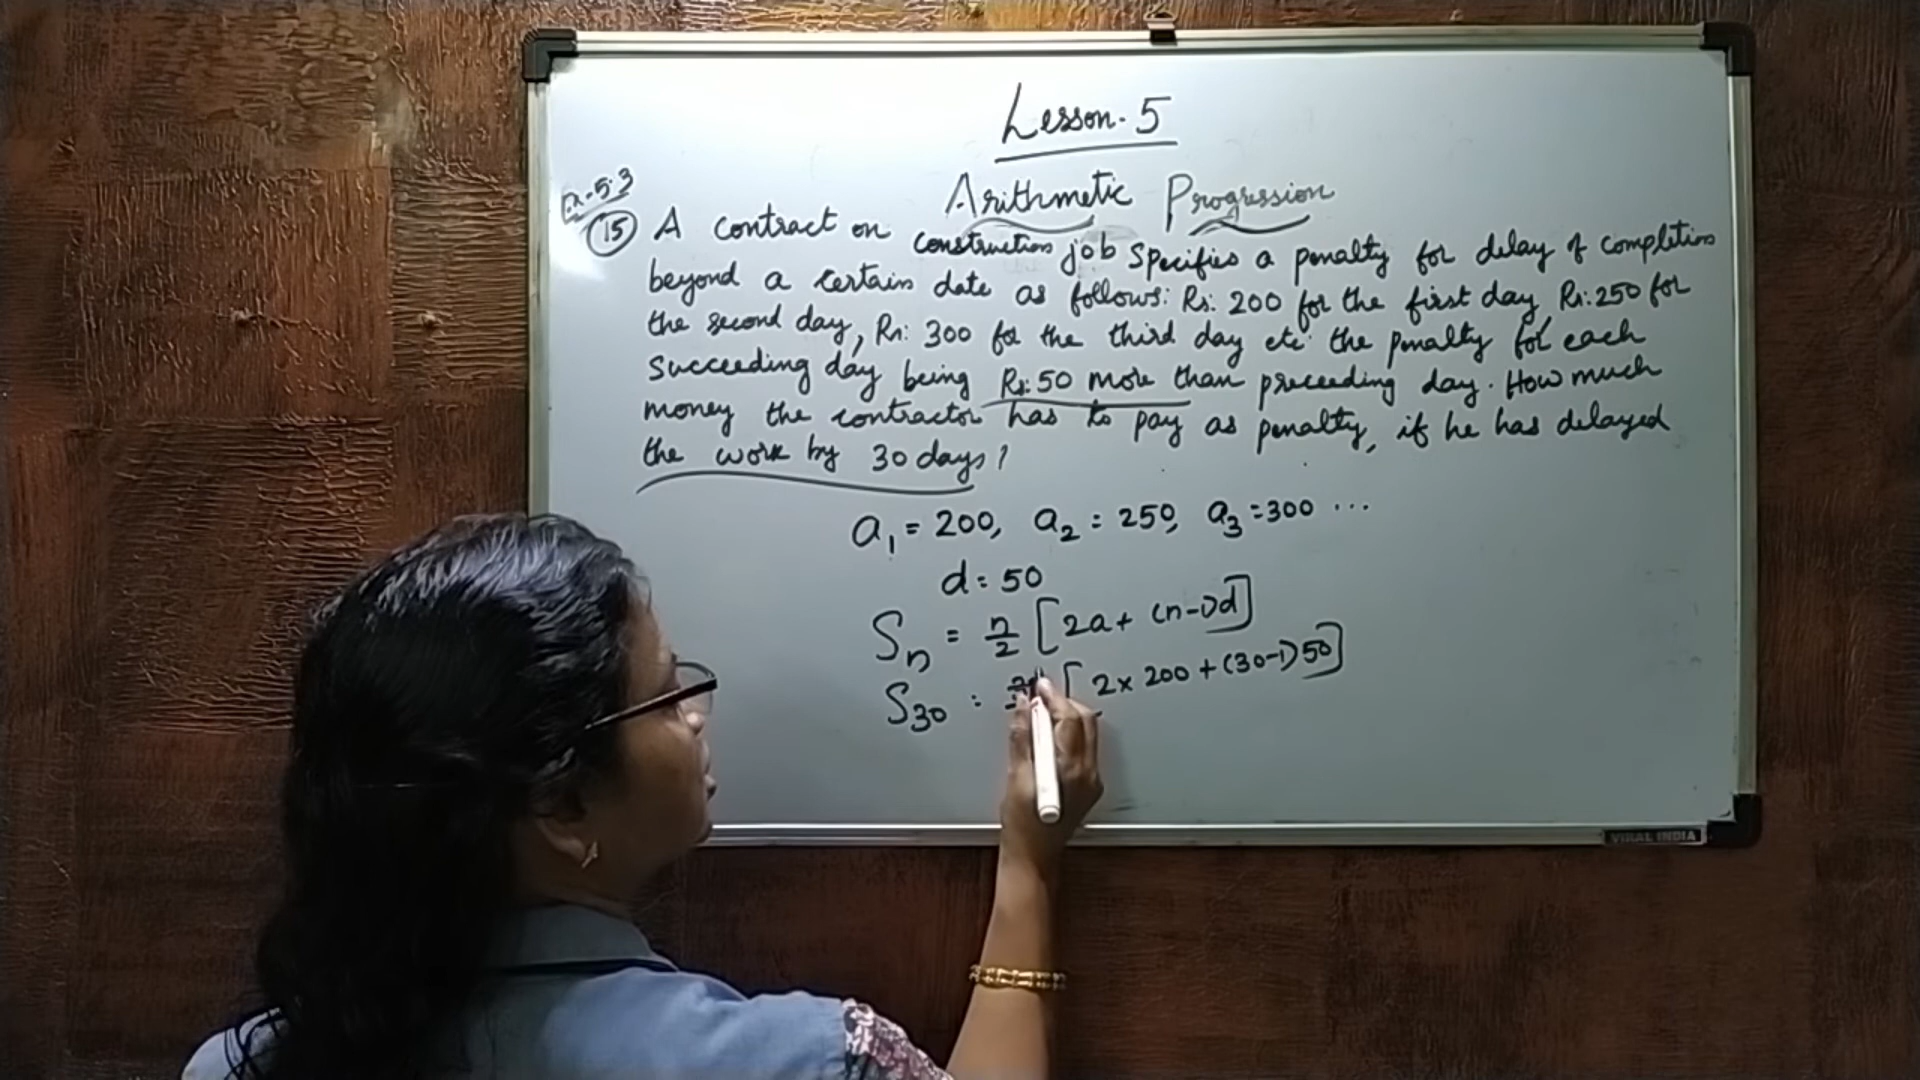 Lesson. 5
Arithmetic Progression
Ex-5.3
15 A contract on construction job Specifies a penalty for delay of completion
beyond a certain date as follows: Rs. 200 for the first day, Rs: 250 for
the second day, Rs: 300 for the third day etc the penalty for each
Succeeding day being Rs: 50 more than preceeding day. How much
money the contractor has to pay as penalty, if he has delayed
the work by 30 days?
a₁ = 200, a₂ = 250, a₃ = 300 ...
d = 50
Sₙ = n/2 [2a + (n-1)d]
S₃₀ = [2 x 200 + (30-1) 50]
VIRAL INDIA